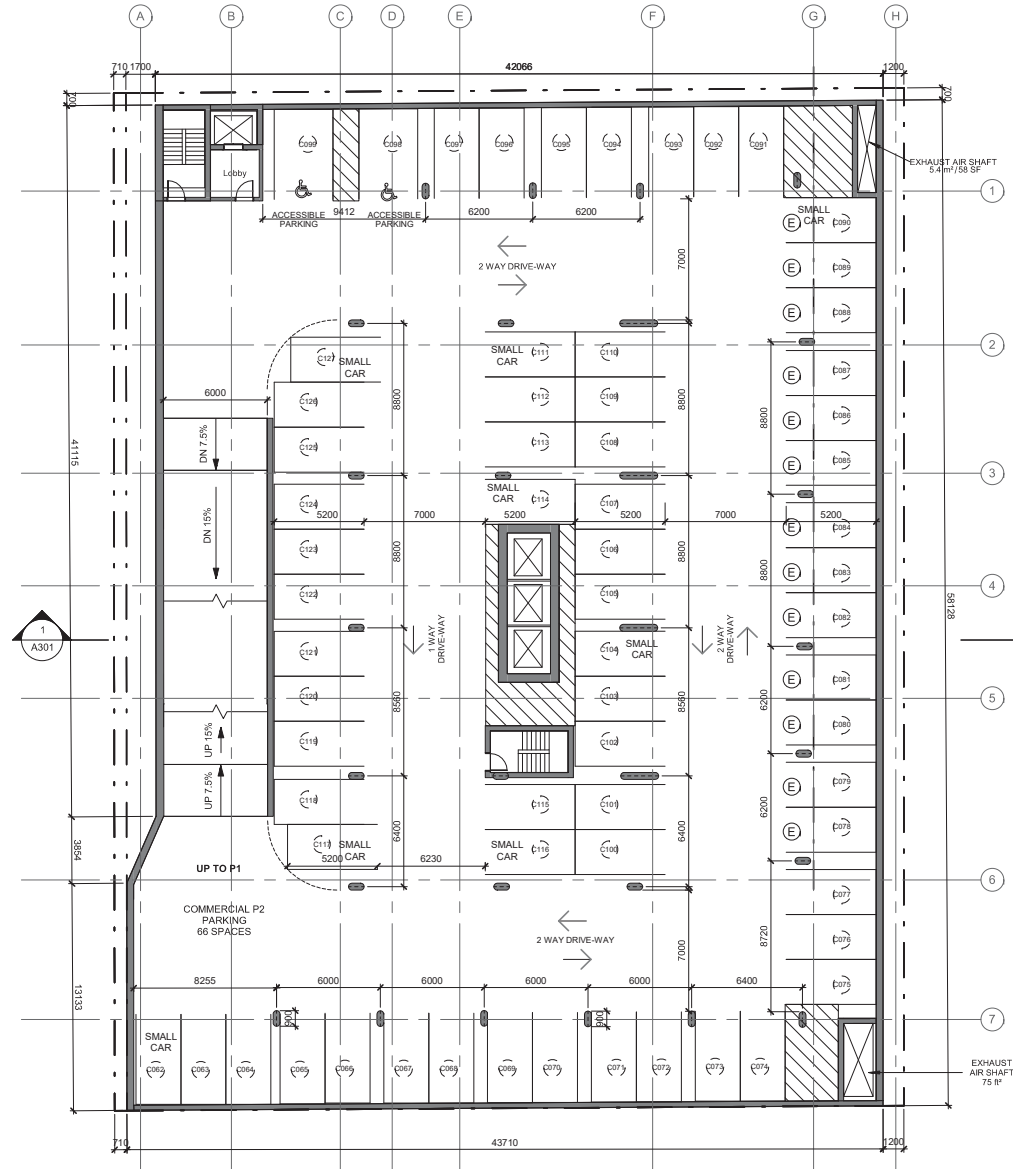 A
B
C
D
E
F
G
H
710
1700
42066
1200
700
700
C099
C098
C097
C096
C095
C094
C093
C092
C091
Lobby
EXHAUST AIR SHAFT
5.4 m²/58 SF
1
ACCESSIBLE
PARKING
9412
ACCESSIBLE
PARKING
6200
6200
SMALL
CAR
E
C090
7000
2 WAY DRIVE-WAY
E
C089
E
C088
2
C127
SMALL
CAR
SMALL
CAR
C111
C110
E
C087
6000
C126
8800
C112
C109
8800
8800
E
C086
41115
DN 7.5%
C125
C113
C108
E
C085
3
SMALL
CAR
C114
C124
C107
5200
7000
5200
5200
7000
5200
E
C084
DN 15%
C123
8800
C106
8800
8800
E
C083
4
C122
C105
E
C082
58128
1
A301
1 WAY
DRIVE-WAY
C121
C104
SMALL
CAR
2 WAY
DRIVE-WAY
E
C081
C120
8560
C103
8560
6200
5
UP 15%
C119
C102
E
C080
UP 7.5%
C118
C115
C101
E
C079
6400
6400
6200
3854
C117
SMALL
CAR
5200
6230
SMALL
CAR
C116
C100
E
C078
UP TO P1
6
C077
COMMERCIAL P2
PARKING
66 SPACES
2 WAY DRIVE-WAY
8720
C076
7000
C075
13133
8255
6000
6000
6000
6000
6400
900
900
7
SMALL
CAR
C062
C063
C064
C065
C066
C067
C068
C069
C070
C071
C072
C073
C074
EXHAUST
AIR SHAFT
75 ft²
710
43710
1200